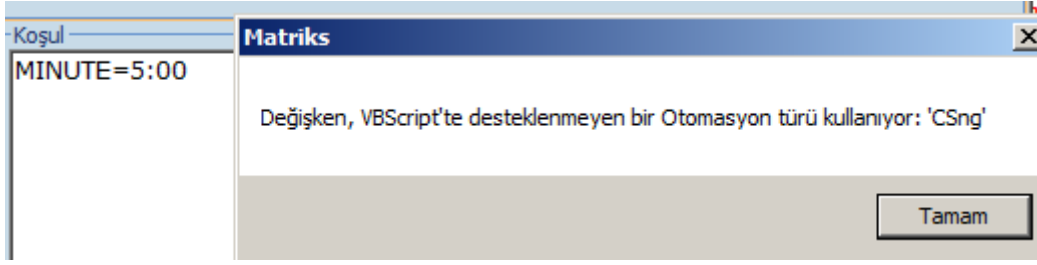 Koşul
Matriks
MINUTE=5:00
Değişken, VBScript'te desteklenmeyen bir Otomasyon türü kullanıyor: 'CSng'
Tamam